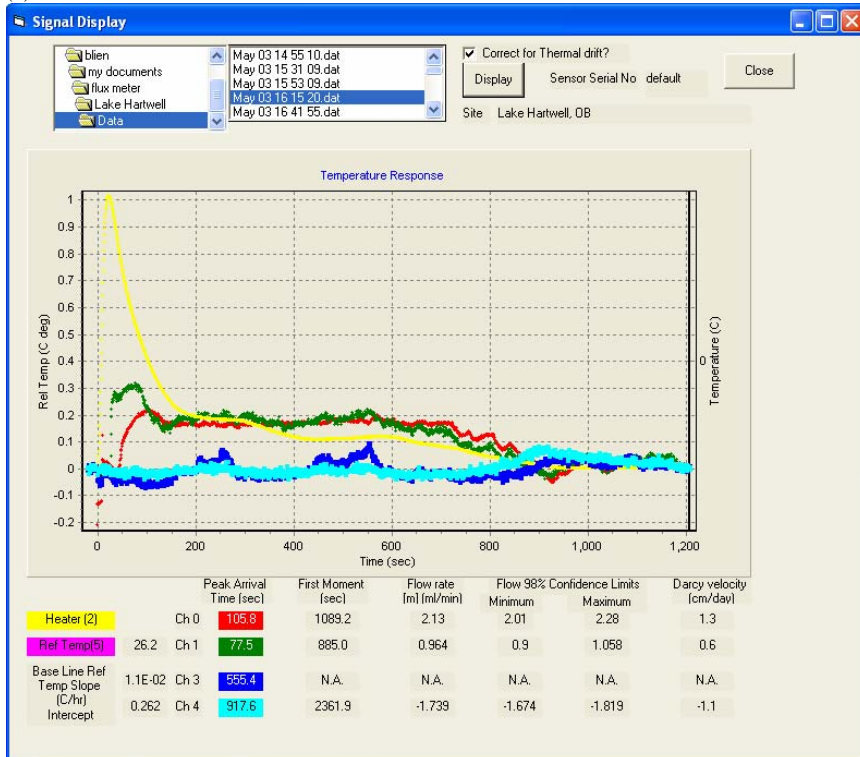 Signal Display
blien
my documents
flux meter
Lake Hartwell
Data
May 03 14 55 10.dat
May 03 15 31 09.dat
May 03 15 53 09.dat
May 03 16 15 20.dat
May 03 16 41 55.dat
Correct for Thermal drift?
Display Sensor Serial No default Close
Site Lake Hartwell, OB
Temperature Response
1
0.9
0.8
0.7
0.6
0.5
0.4
0.3
0.2
0.1
0
-0.1
-0.2
Rel Temp (C deg)
0
Temperature (C)
0 200 400 600 800 1,000 1,200
Time (sec)
Peak Arrival First Moment Flow rate Flow 98% Confidence Limits Darcy velocity
Time (sec) (sec) [m] (ml/min) Minimum Maximum (cm/day)
Heater (2) Ch 0 105.8 1089.2 2.13 2.01 2.28 1.3
Ref Temp(5) 26.2 Ch 1 77.5 885.0 0.964 0.9 1.058 0.6
Base Line Ref
Temp Slope 1.1E-02 Ch 3 555.4 N.A. N.A. N.A. N.A. N.A.
(C/hr)
Intercept 0.262 Ch 4 917.6 2361.9 -1.739 -1.674 -1.819 -1.1